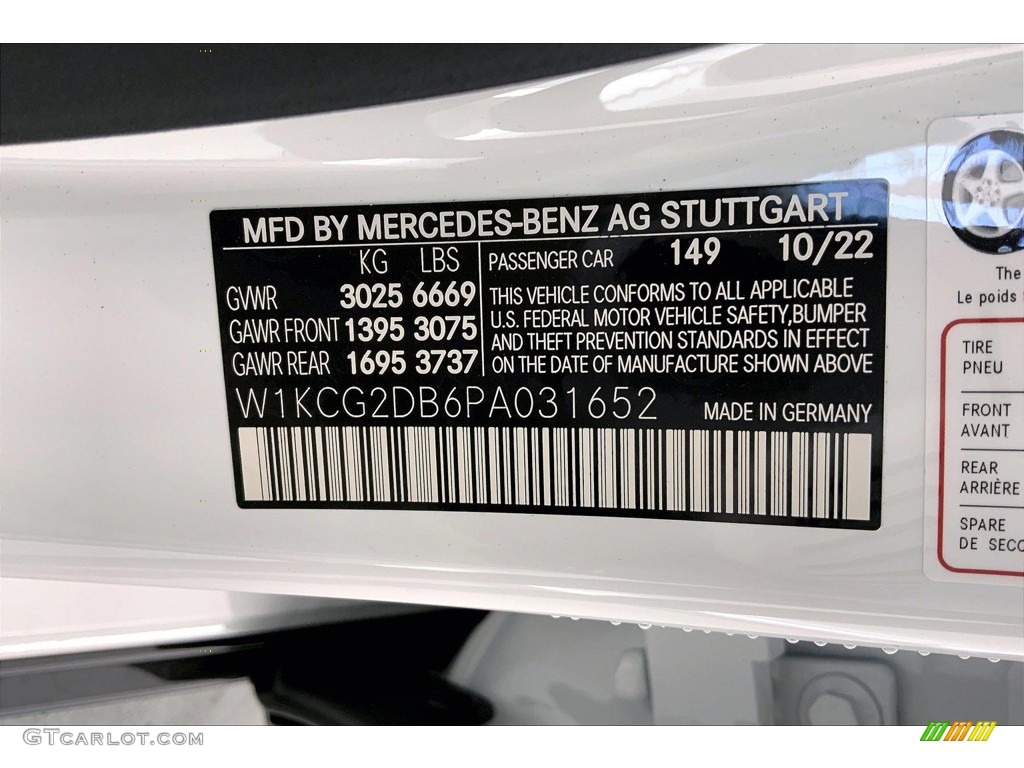 MFD BY MERCEDES-BENZ AG STUTTGART
KG LBS
GVWR 3025 6669
GAWR FRONT 1395 3075
GAWR REAR 1695 3737
PASSENGER CAR 149 10/22
THIS VEHICLE CONFORMS TO ALL APPLICABLE
U.S. FEDERAL MOTOR VEHICLE SAFETY,BUMPER
AND THEFT PREVENTION STANDARDS IN EFFECT
ON THE DATE OF MANUFACTURE SHOWN ABOVE
W1KCG2DB6PA031652 MADE IN GERMANY
The
Le poids
TIRE
PNEU
FRONT
AVANT
REAR
ARRIÈRE
SPARE
DE
GTCARLOT.COM